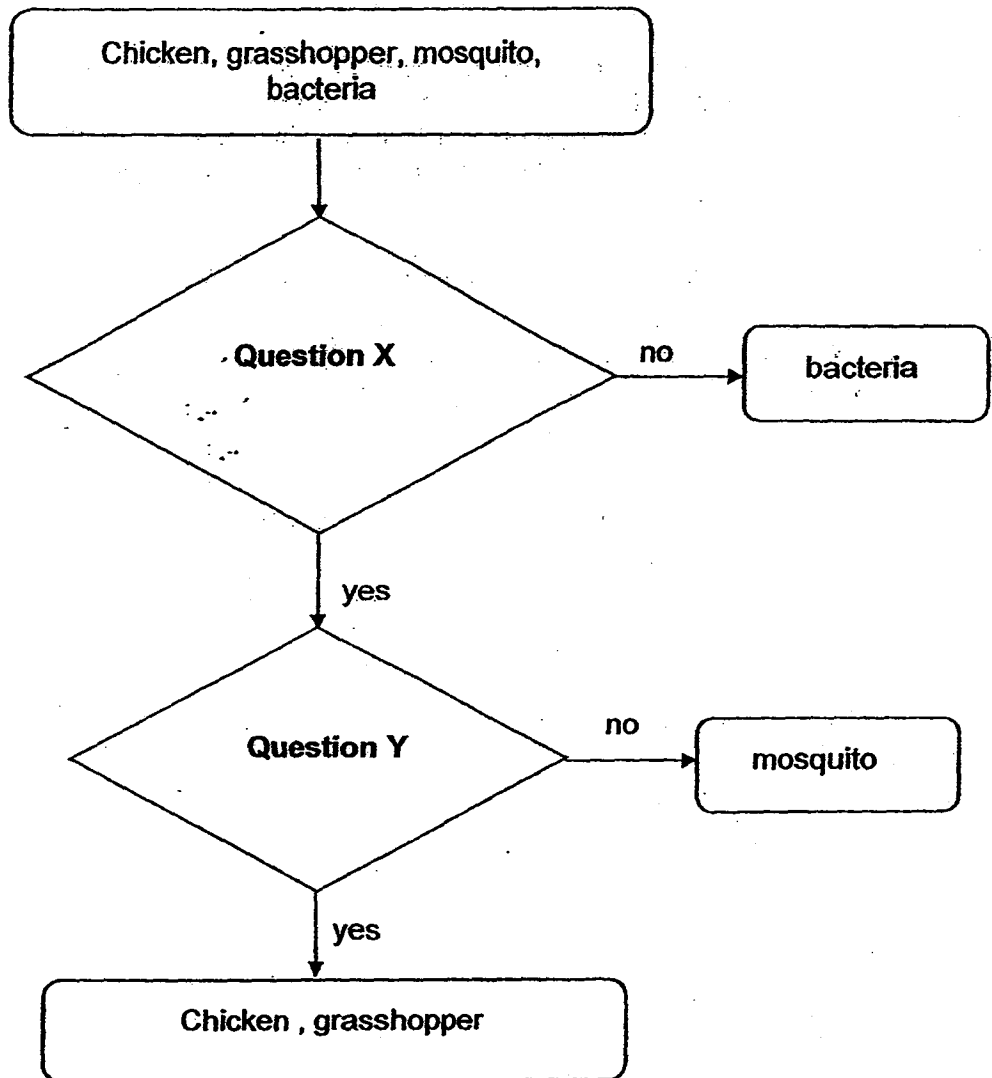 Chicken, grasshopper, mosquito,
bacteria
Question X
no
bacteria
yes
Question Y
no
mosquito
yes
Chicken , grasshopper